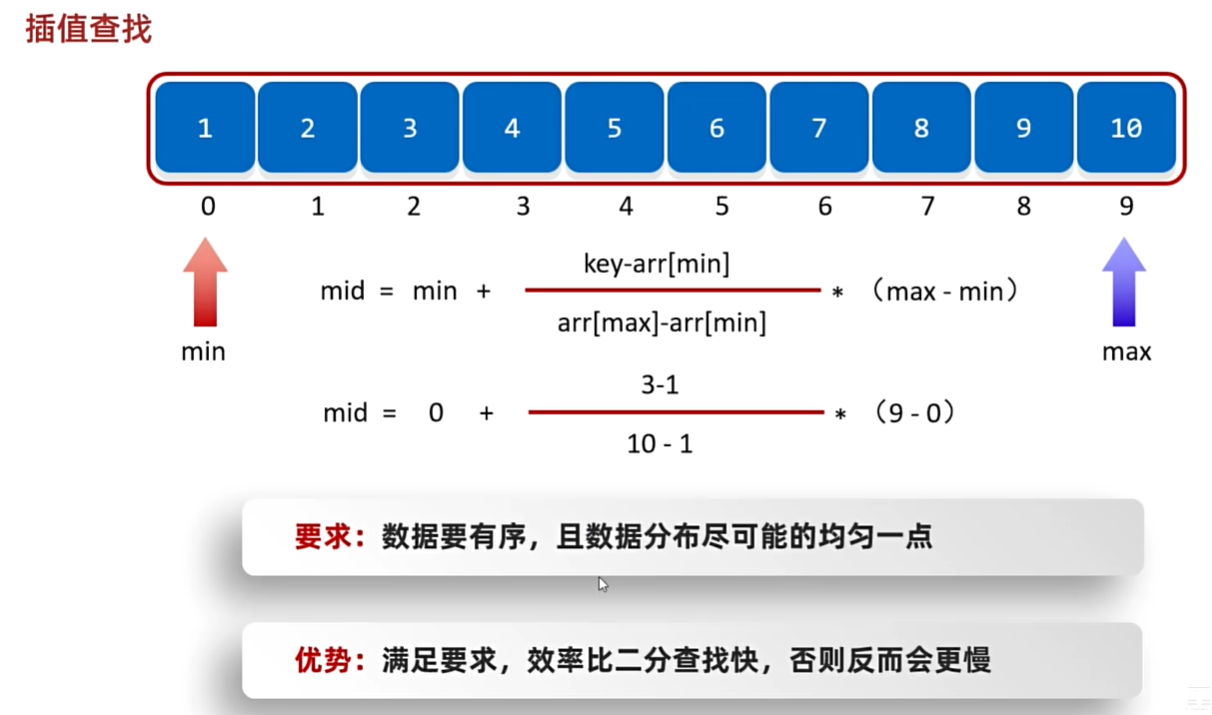 插值查找
1 2 3 4 5 6 7 8 9 10
0 1 2 3 4 5 6 7 8 9
key-arr[min]
mid = min + * （max - min）
arr[max]-arr[min]
min max
3-1
mid = 0 + * （9 - 0）
10 - 1
要求：数据要有序，且数据分布尽可能的均匀一点
优势：满足要求，效率比二分查找快，否则反而会更慢